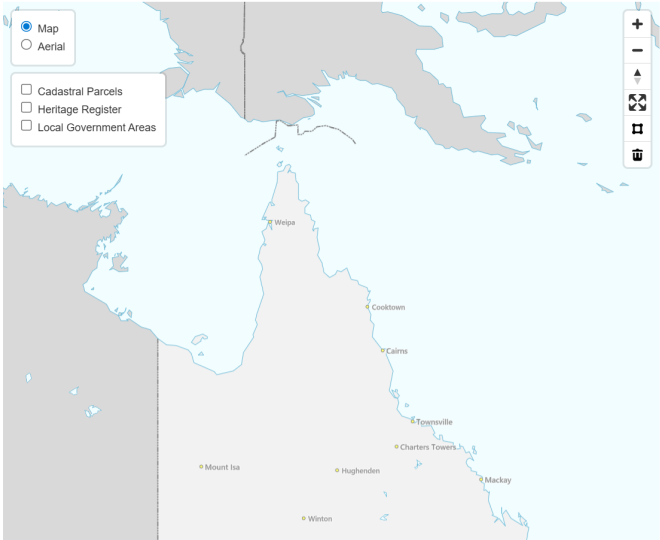 Map
Aerial
Cadastral Parcels
Heritage Register
Local Government Areas
Weipa
Cooktown
Cairns
Townsville
Charters Towers
Mount Isa
Hughenden
Mackay
Winton